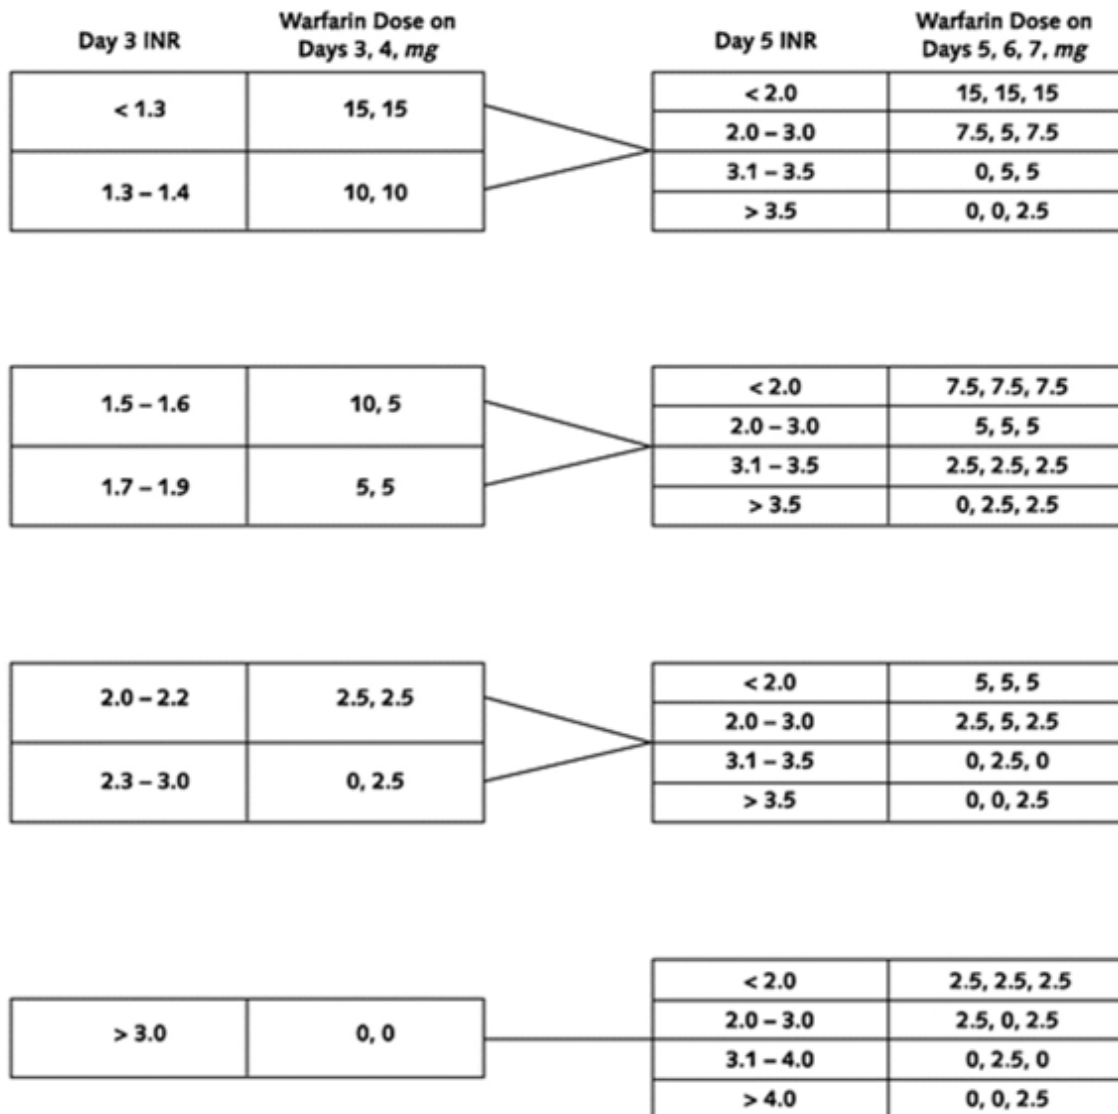 Day 3 INR
Warfarin Dose on
Days 3, 4, mg
Day 5 INR
Warfarin Dose on
Days 5, 6, 7, mg
< 1.3
15, 15
1.3 – 1.4
10, 10
< 2.0
15, 15, 15
2.0 – 3.0
7.5, 5, 7.5
3.1 – 3.5
0, 5, 5
> 3.5
0, 0, 2.5
1.5 – 1.6
10, 5
1.7 – 1.9
5, 5
< 2.0
7.5, 7.5, 7.5
2.0 – 3.0
5, 5, 5
3.1 – 3.5
2.5, 2.5, 2.5
> 3.5
0, 2.5, 2.5
2.0 – 2.2
2.5, 2.5
2.3 – 3.0
0, 2.5
< 2.0
5, 5, 5
2.0 – 3.0
2.5, 5, 2.5
3.1 – 3.5
0, 2.5, 0
> 3.5
0, 0, 2.5
> 3.0
0, 0
< 2.0
2.5, 2.5, 2.5
2.0 – 3.0
2.5, 0, 2.5
3.1 – 4.0
0, 2.5, 0
> 4.0
0, 0, 2.5